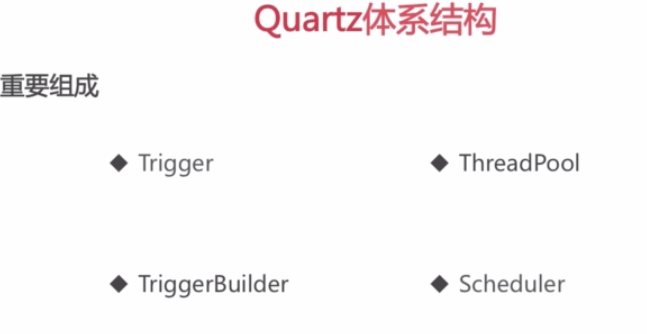 Quartz体系结构
重要组成
◆ Trigger
◆ ThreadPool
◆ TriggerBuilder
◆ Scheduler